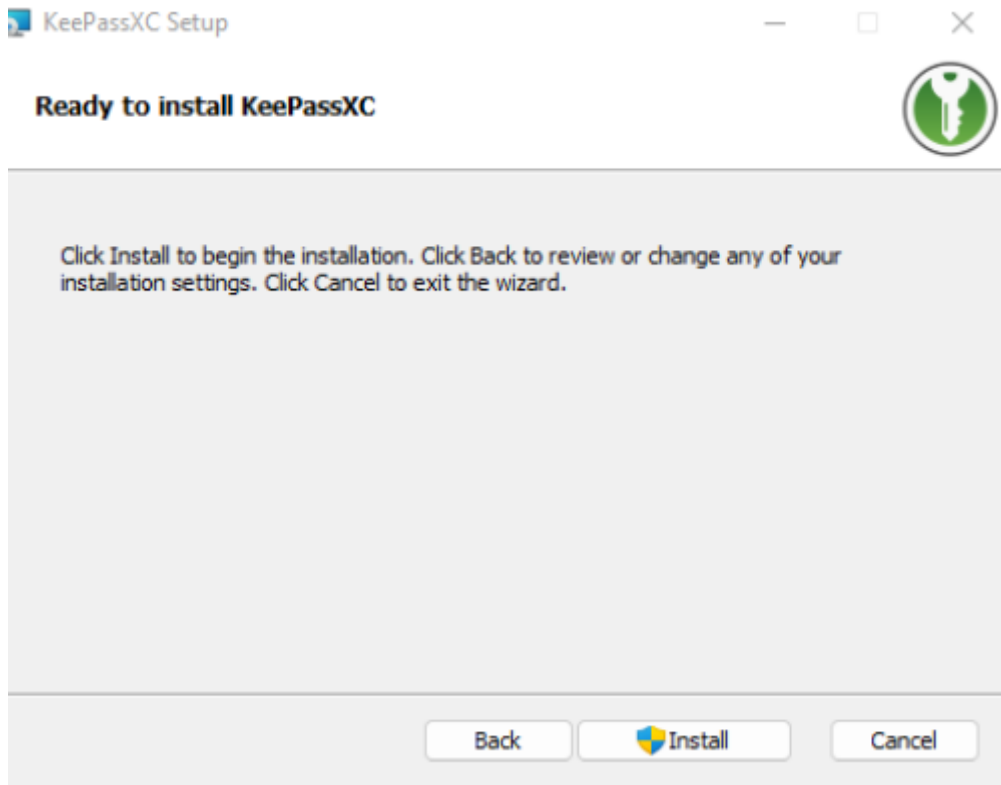 KeePassXC Setup
Ready to install KeePassXC
Click Install to begin the installation. Click Back to review or change any of your
installation settings. Click Cancel to exit the wizard.
Back
Install
Cancel